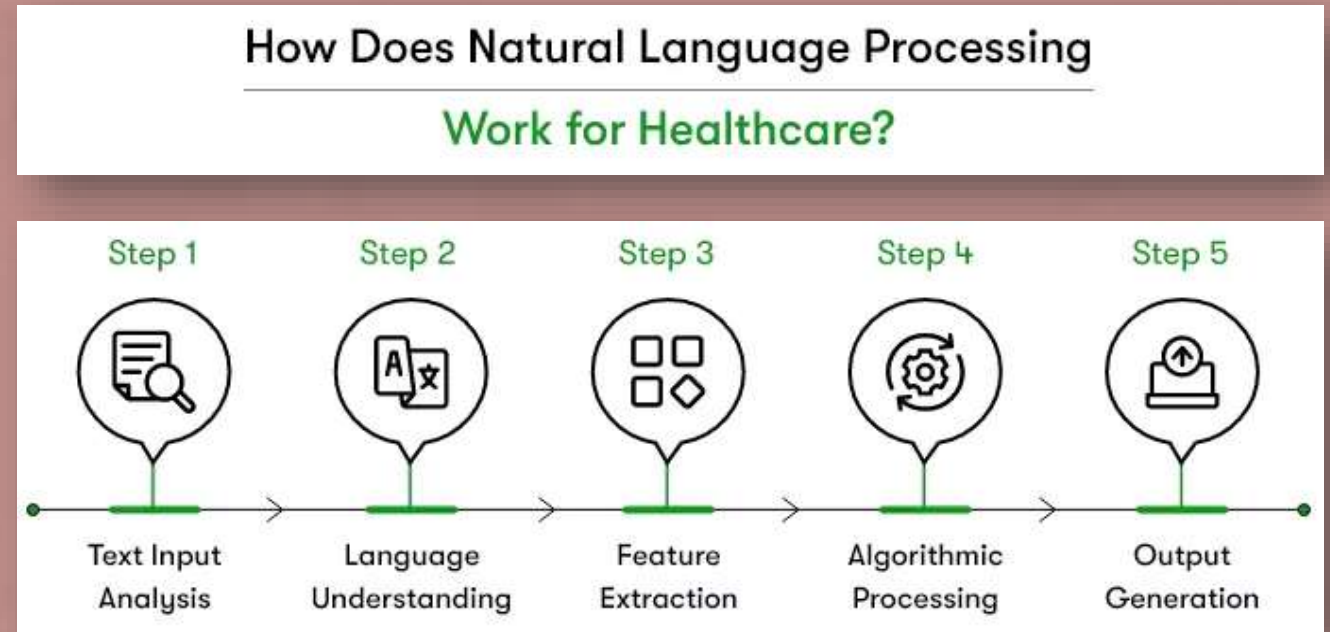 How Does Natural Language Processing
Work for Healthcare?
Step 1
Step 2
Step 3
Step 4
Step 5
A
文
Text Input
Analysis
Language
Understanding
Feature
Extraction
Algorithmic
Processing
Output
Generation